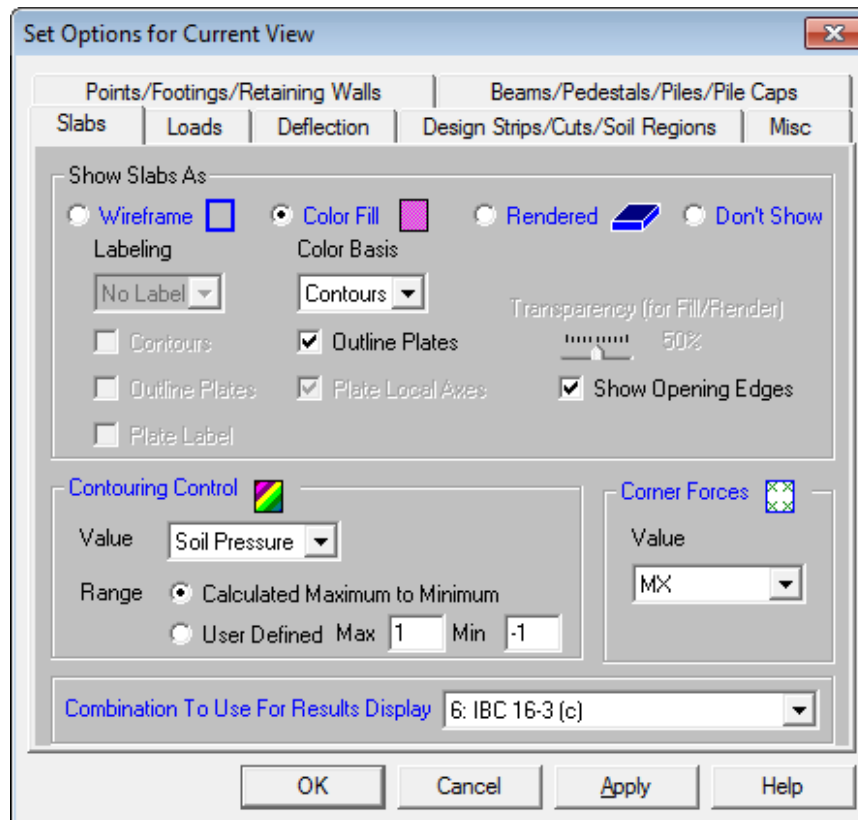 Set Options for Current View
Points/Footings/Retaining Walls Beams/Pedestals/Piles/Pile Caps
Slabs Loads Deflection Design Strips/Cuts/Soil Regions Misc
Show Slabs As
Wireframe Color Fill Rendered Don't Show
Labeling Color Basis
No Label Contours
Transparency (for Fill/Render)
Contours Outline Plates 50%
Outline Plates Plate Local Axes Show Opening Edges
Plate Label
Contouring Control Corner Forces
Value Soil Pressure Value
Range Calculated Maximum to Minimum MX
User Defined Max 1 Min -1
Combination To Use For Results Display 6: IBC 16-3 (c)
OK Cancel Apply Help